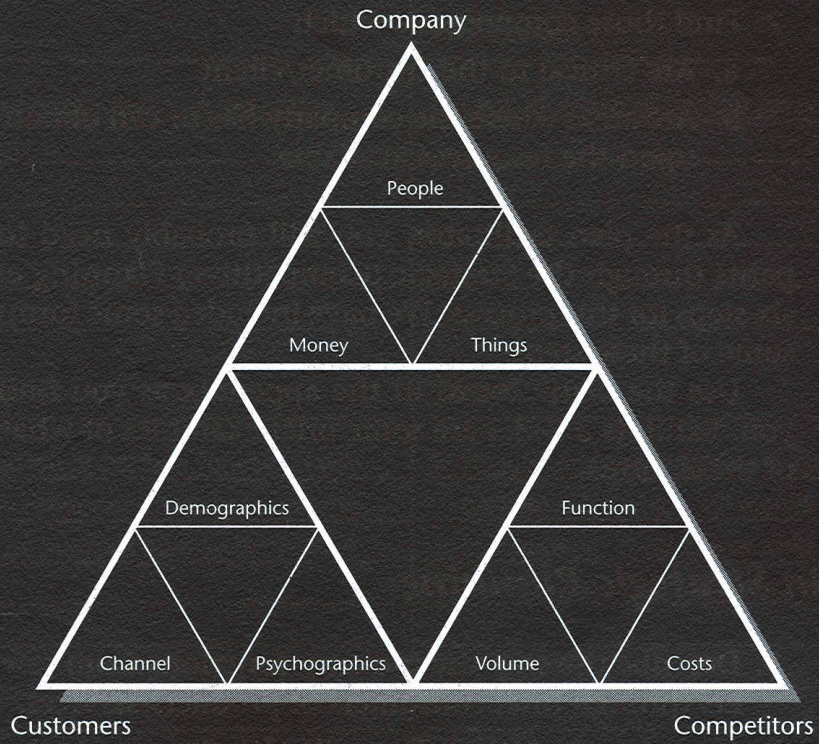 Company
People
Money Things
Demographics Function
Channel Psychographics Volume Costs
Customers Competitors